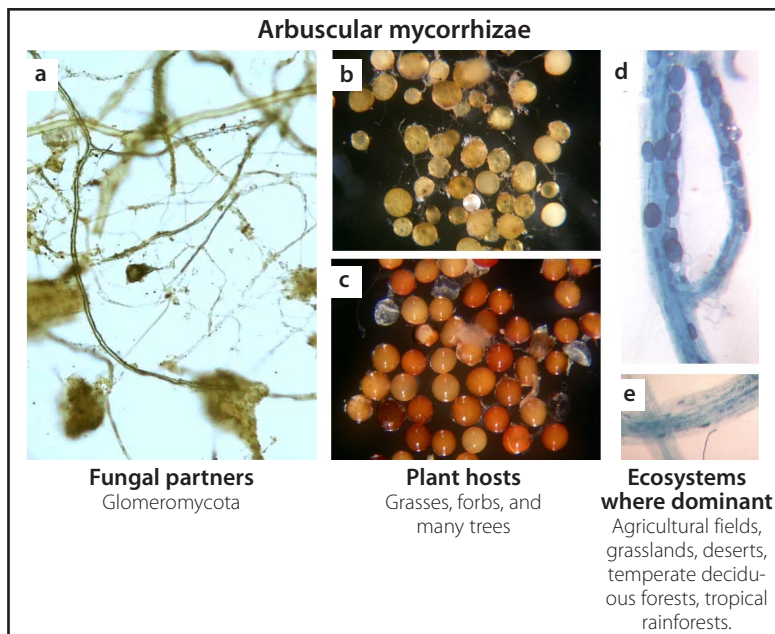 Arbuscular mycorrhizae
a
b
c
d
e
Fungal partners
Glomeromycota
Plant hosts
Grasses, forbs, and
many trees
Ecosystems
where dominant
Agricultural fields,
grasslands, deserts,
temperate decidu-
ous forests, tropical
rainforests.